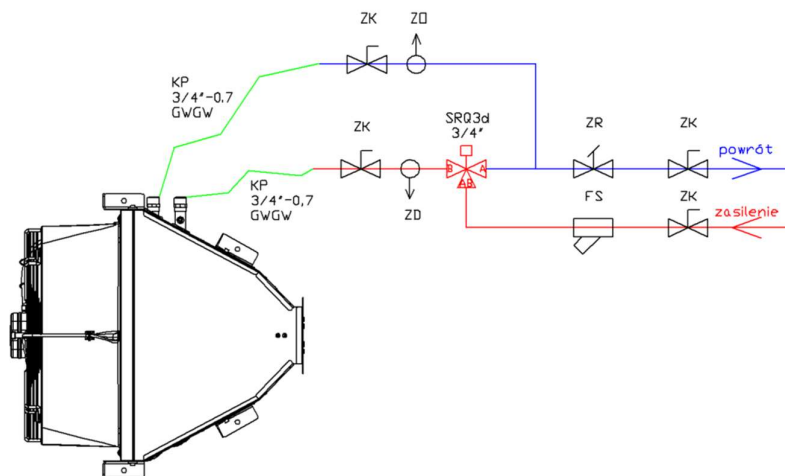 ZK
ZO
KP
3/4"-0.7
GWGW
ZK
SRQ3d
3/4"
ZR
ZK
powrót
B
A
AB
KP
3/4"-0,7
GWGW
ZD
FS
ZK
zasilenie